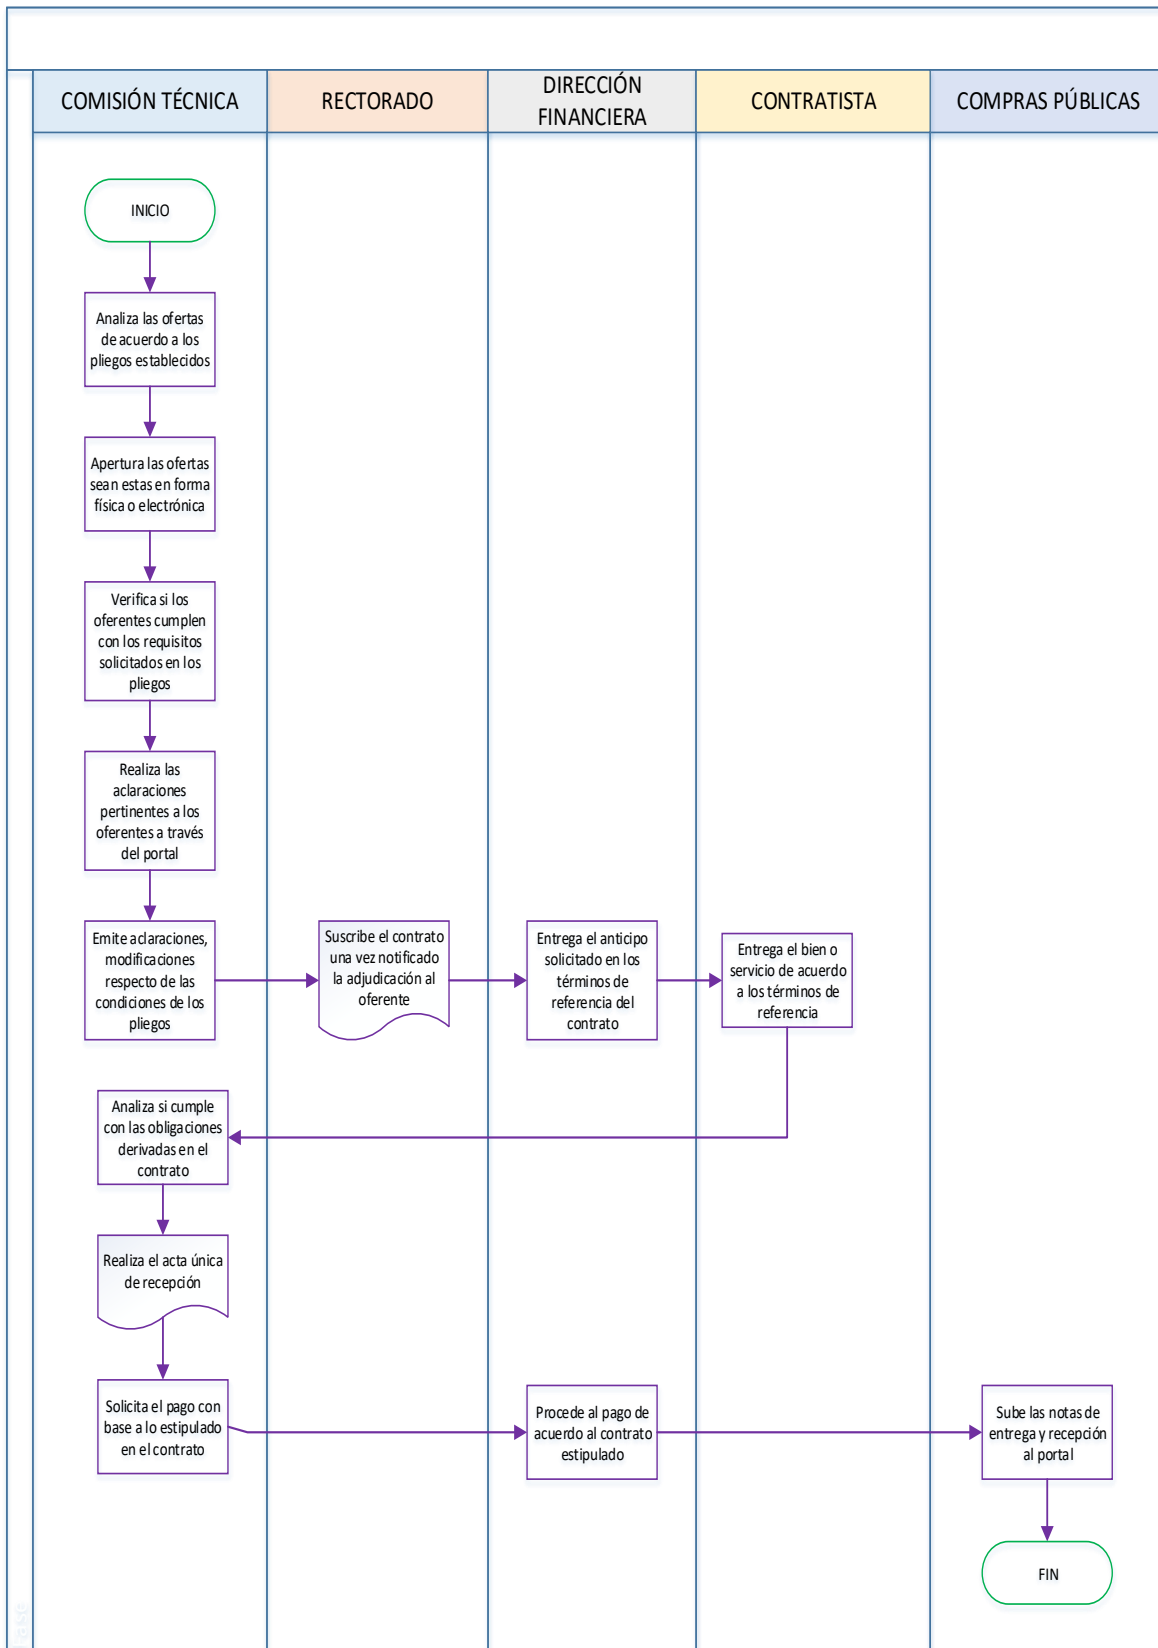 COMISIÓN TÉCNICA
RECTORADO
DIRECCIÓN
FINANCIERA
CONTRATISTA
COMPRAS PÚBLICAS
INICIO
Analiza las ofertas
de acuerdo a los
pliegos establecidos
Apertura las ofertas
sean estas en forma
física o electrónica
Verifica si los
oferentes cumplen
con los requisitos
solicitados en los
pliegos
Realiza las
aclaraciones
pertinentes a los
oferentes a través
del portal
Emite aclaraciones,
modificaciones
respecto de las
condiciones de los
pliegos
Suscribe el contrato
una vez notificado
la adjudicación al
oferente
Entrega el anticipo
solicitado en los
términos de
referencia del
contrato
Entrega el bien o
servicio de acuerdo
a los términos de
referencia
Analiza si cumple
con las obligaciones
derivadas en el
contrato
Realiza el acta única
de recepción
Solicita el pago con
base a lo estipulado
en el contrato
Procede al pago de
acuerdo al contrato
estipulado
Sube las notas de
entrega y recepción
al portal
FIN
Fase